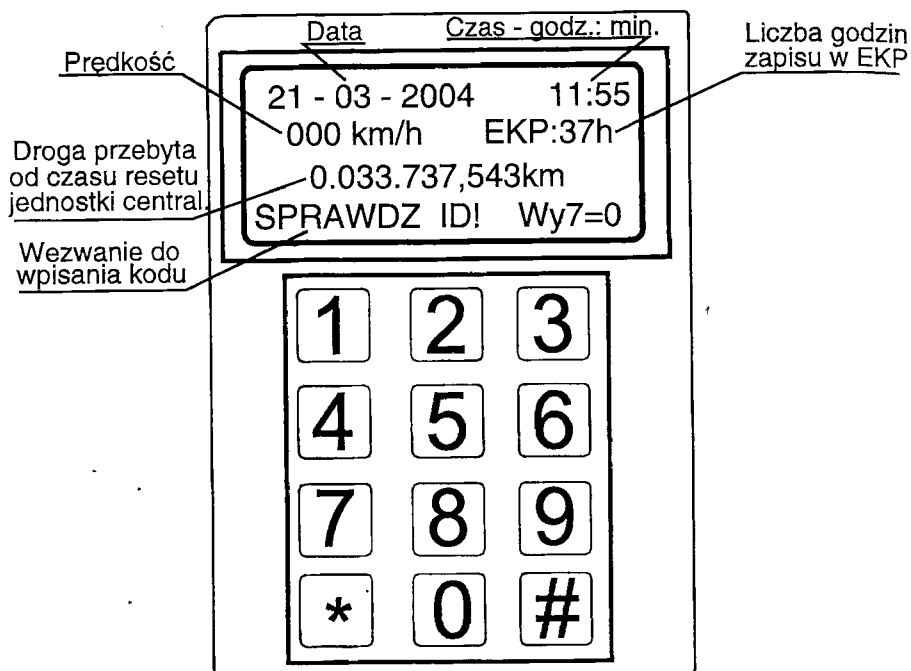 Data
Czas - godz.: min.
Liczba godzin
zapisu w EKP
Prędkość
21 - 03 - 2004 11:55
000 km/h EKP:37h
Droga przebyta
od czasu resetu
jednostki central.
0.033.737,543km
SPRAWDZ ID! Wy7=0
Wezwanie do
wpisania kodu
1 2 3
4 5 6
7 8 9
* 0 #